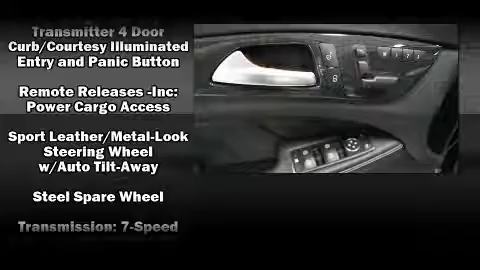 Transmitter 4 Door
Curb/Courtesy Illuminated
Entry and Panic Button
Remote Releases -Inc:
Power Cargo Access
Sport Leather/Metal-Look
Steering Wheel
w/Auto Tilt-Away
Steel Spare Wheel
Transmission: 7-Speed